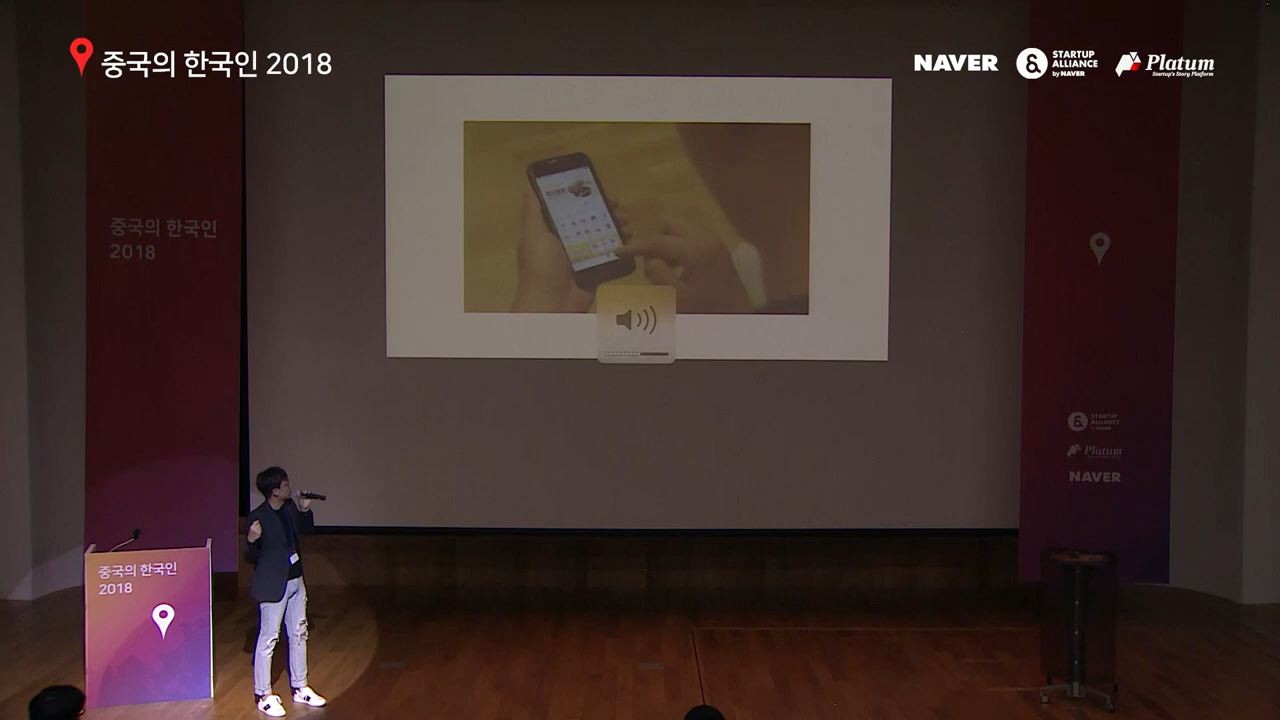 중국의 한국인 2018
NAVER
&
STARTUP
ALLIANCE
by NAVER
Platum
Startup's Story Platform
중국의 한국인
2018
STARTUP
ALLIANCE
Platum
NAVER
중국의 한국인
2018